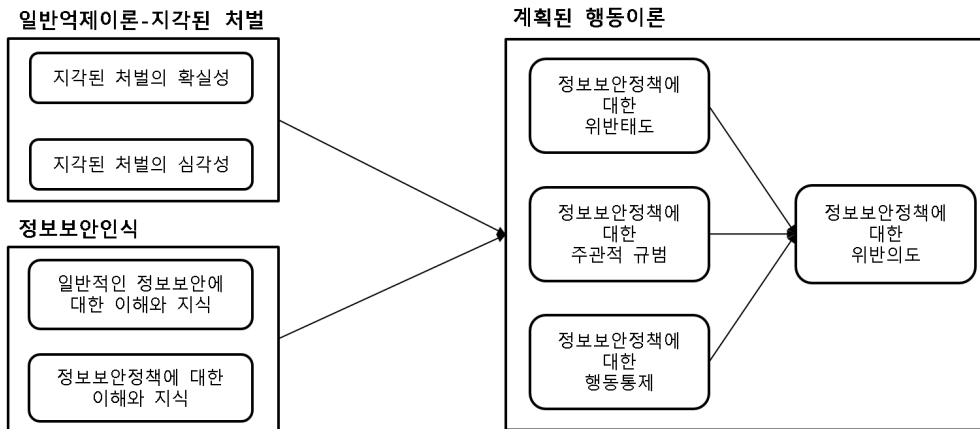 일반억제이론-지각된 처벌
지각된 처벌의 확실성
지각된 처벌의 심각성
정보보안인식
일반적인 정보보안에
대한 이해와 지식
정보보안정책에 대한
이해와 지식
계획된 행동이론
정보보안정책에
대한
위반태도
정보보안정책에
대한
주관적 규범
정보보안정책에
대한
행동통제
정보보안정책에
대한
위반의도